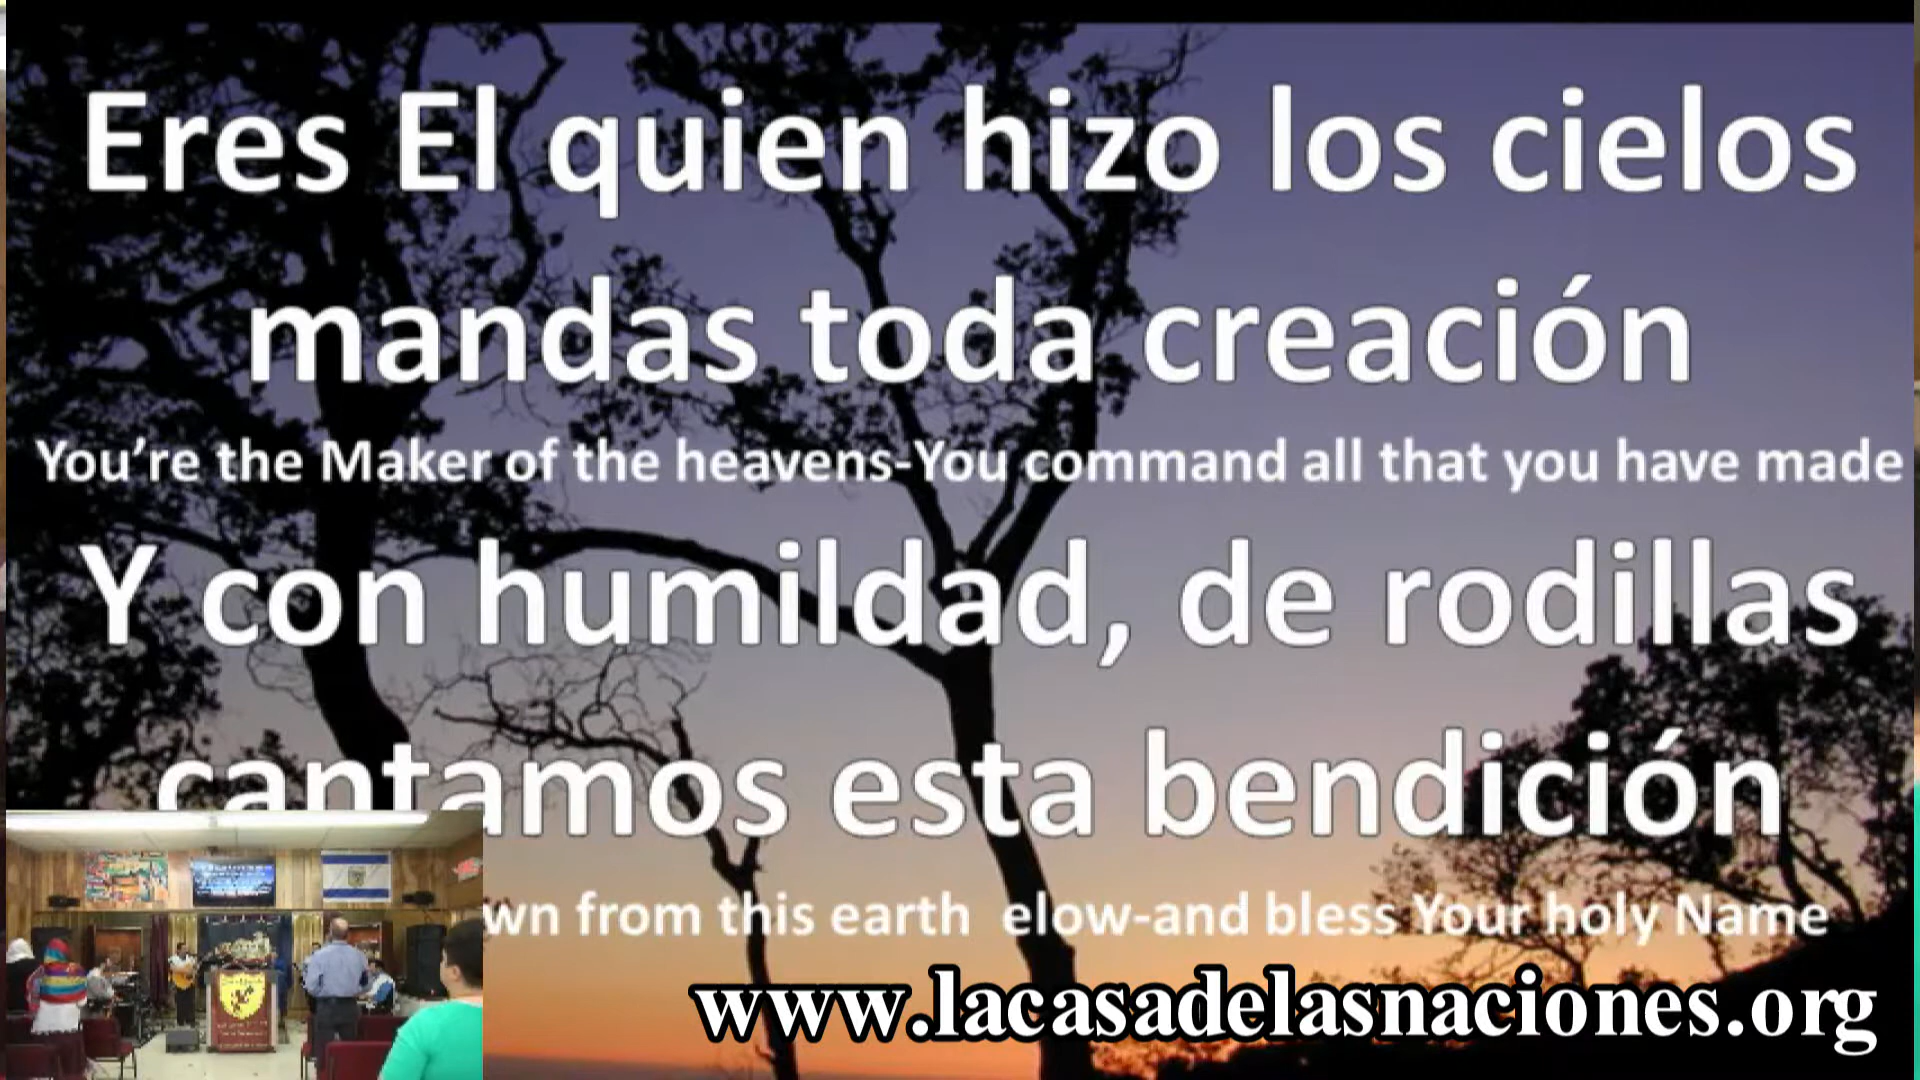 Eres El quien hizo los cielos
mandas toda creación
You're the Maker of the heavens-You command all that you have made
Y con humildad, de rodillas
cantamos esta bendición
wn from this earth elow-and bless Your holy Name
www.lacasadelasnaciones.org